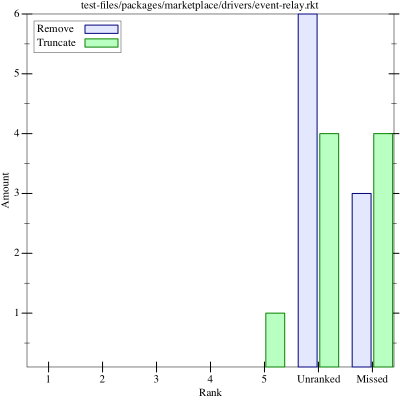 test-files/packages/marketplace/drivers/event-relay.rkt
Remove
Truncate
6
5
4
3
2
1
Amount
1 2 3 4 5 Unranked Missed
Rank